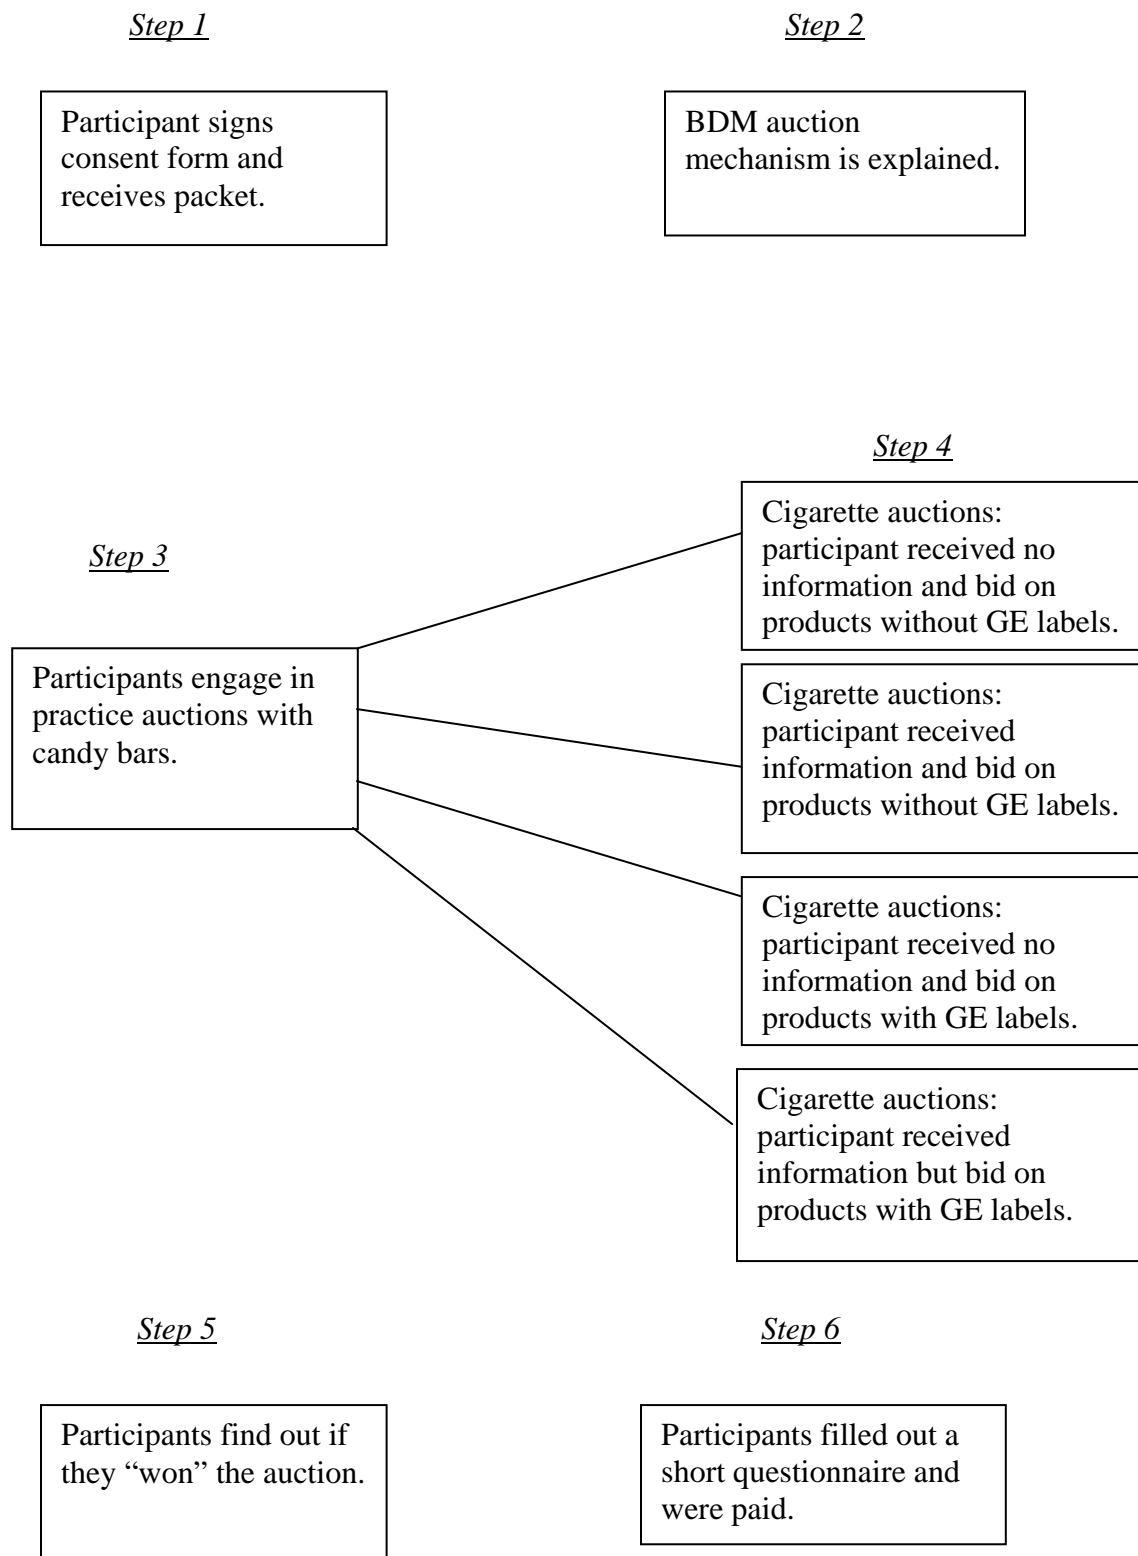 Step 1
Step 2
Participant signs
consent form and
receives packet.
BDM auction
mechanism is explained.
Step 3
Participants engage in
practice auctions with
candy bars.
Step 4
Cigarette auctions:
participant received no
information and bid on
products without GE labels.
Cigarette auctions:
participant received
information and bid on
products without GE labels.
Cigarette auctions:
participant received no
information and bid on
products with GE labels.
Cigarette auctions:
participant received
information but bid on
products with GE labels.
Step 5
Step 6
Participants find out if
they “won” the auction.
Participants filled out a
short questionnaire and
were paid.